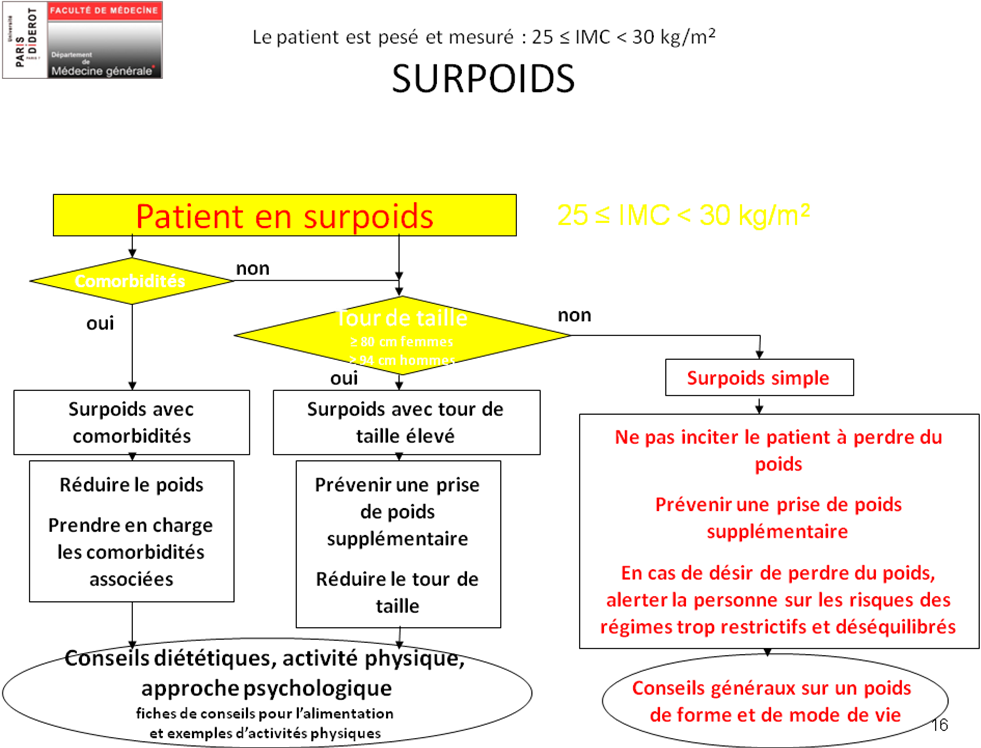 Université
PARIS
DIDEROT
PARIS 7
FACULTÉ DE MÉDECINE
Département
de
Médecine générale
Le patient est pesé et mesuré : 25 ≤ IMC < 30 kg/m²
SURPOIDS
Patient en surpoids
25 ≤ IMC < 30 kg/m²
Comorbidités
non
oui
Tour de taille
≥ 80 cm femmes
≥ 94 cm hommes
non
oui
Surpoids simple
Surpoids avec
comorbidités
Surpoids avec tour de
taille élevé
Réduire le poids
Prendre en charge
les comorbidités
associées
Prévenir une prise
de poids
supplémentaire
Réduire le tour de
taille
Ne pas inciter le patient à perdre du
poids
Prévenir une prise de poids
supplémentaire
En cas de désir de perdre du poids,
alerter la personne sur les risques des
régimes trop restrictifs et déséquilibrés
Conseils diététiques, activité physique,
approche psychologique
fiches de conseils pour l’alimentation
et exemples d’activités physiques
Conseils généraux sur un poids
de forme et de mode de vie
16